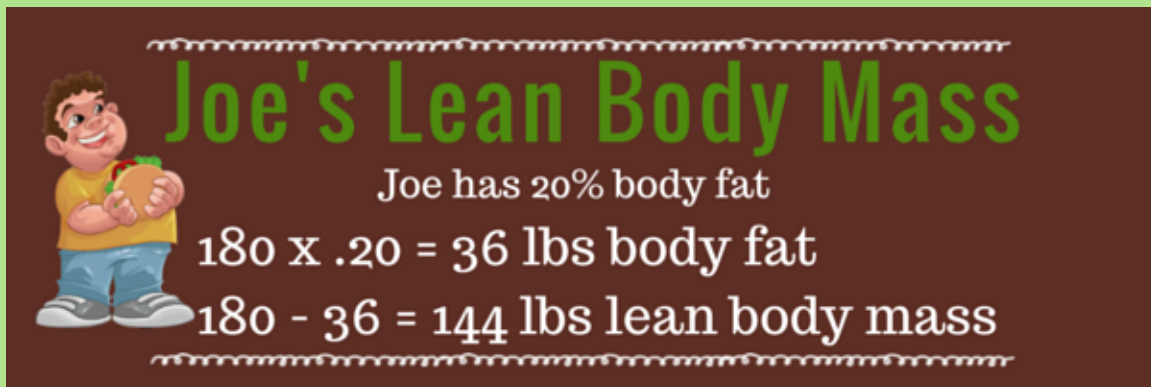 Joe's Lean Body Mass
Joe has 20% body fat
180 x .20 = 36 lbs body fat
180 - 36 = 144 lbs lean body mass